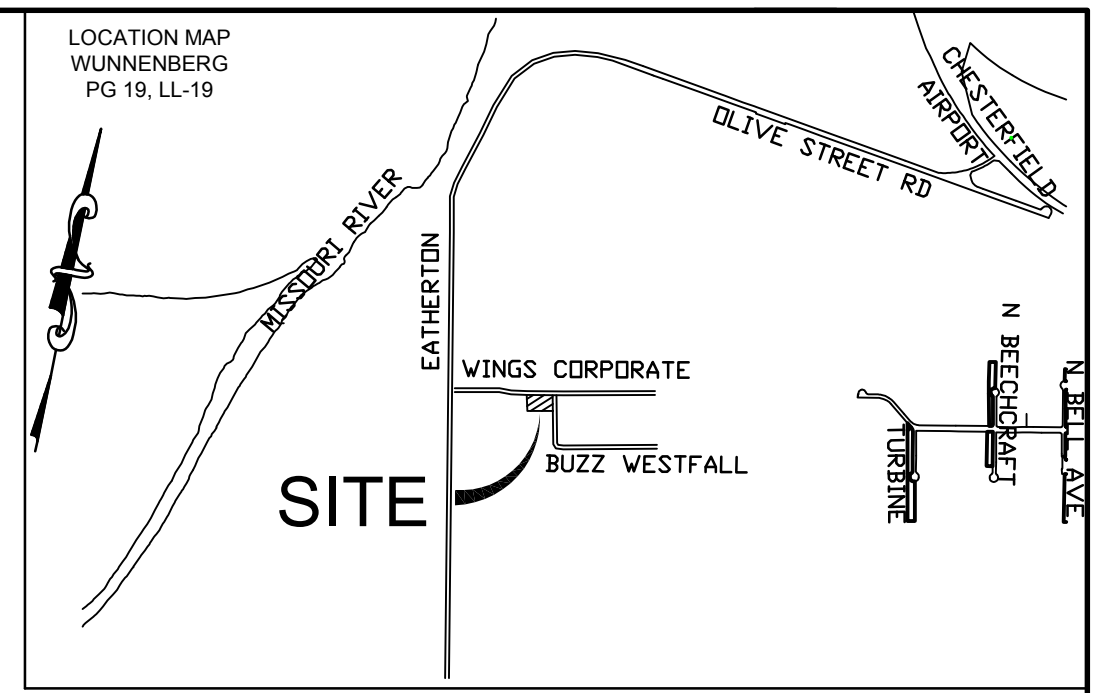 LOCATION MAP
WUNNENBERG
PG 19, LL-19
CHESTERFIELD
AIRPORT
OLIVE STREET RD
MISSOURI RIVER
EATHERTON
N BEECHCRAFT
N BELL AVE
WINGS CORPORATE
TURBINE
BUZZ WESTFALL
SITE